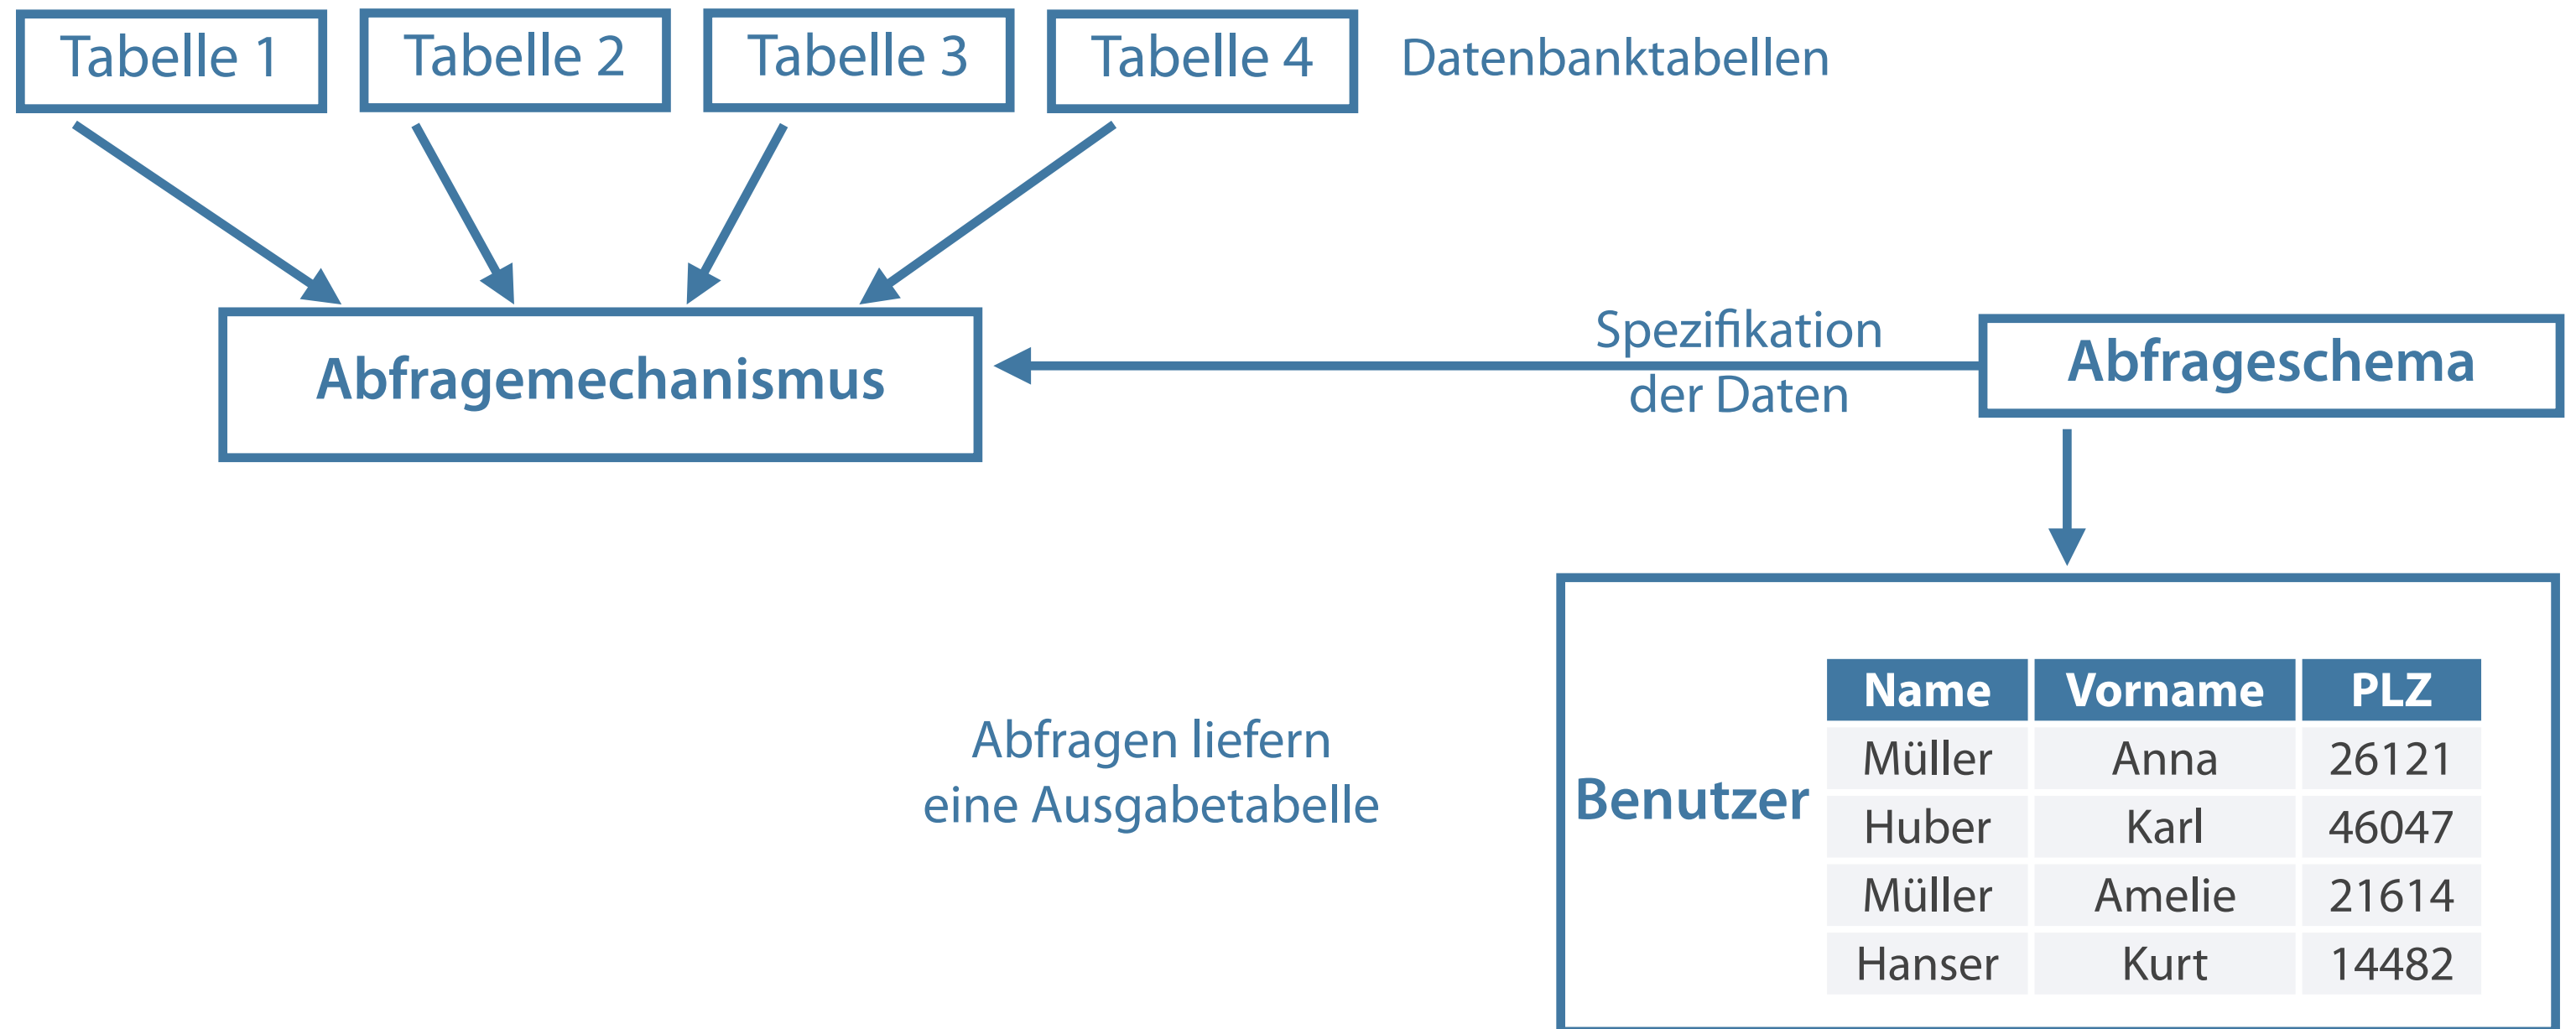 Tabelle 1 Tabelle 2 Tabelle 3 Tabelle 4 Datenbanktabellen
Abfragemechanismus
Spezifikation
der Daten
Abfrageschema
Abfragen liefern
eine Ausgabetabelle
Benutzer
Name Vorname PLZ
Müller Anna 26121
Huber Karl 46047
Müller Amelie 21614
Hanser Kurt 14482